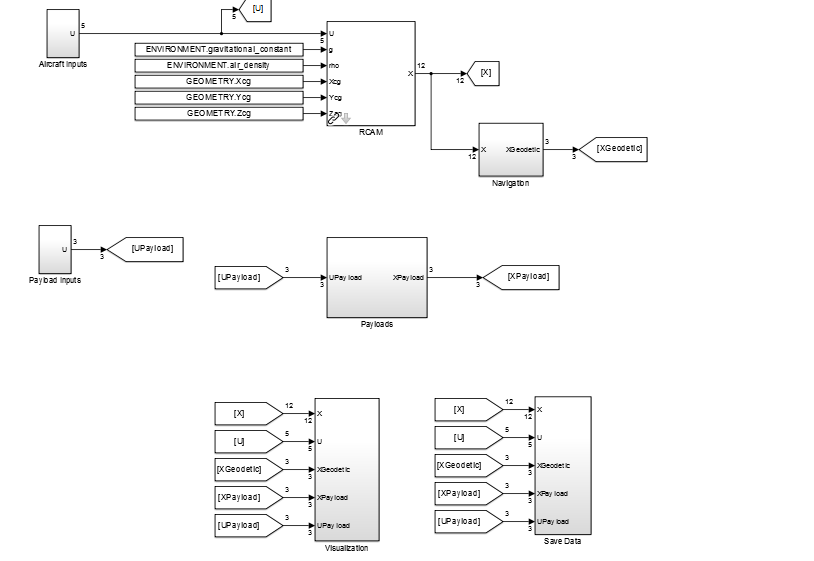 [U]
5
U
5
Aircraft Inputs
U
5
ENVIRONMENT.gravitational_constant
g
ENVIRONMENT.air_density
rho
GEOMETRY.Xcg
Xcg
GEOMETRY.Ycg
Ycg
GEOMETRY.Zcg
X
12
12
[X]
RCAM
12
X
XGeodetic
3
3
[XGeodetic]
Navigation
U
3
3
[UPayload]
Payload Inputs
[UPayload]
3
3
UPayload
XPayload
3
3
[XPayload]
Payloads
[X]
12
12
X
[U]
5
5
U
[XGeodetic]
3
3
XGeodetic
[XPayload]
3
3
XPayload
[UPayload]
3
3
UPayload
Visualization
[X]
12
12
X
[U]
5
5
U
[XGeodetic]
3
3
XGeodetic
[XPayload]
3
3
XPayload
[UPayload]
3
3
UPayload
Save Data